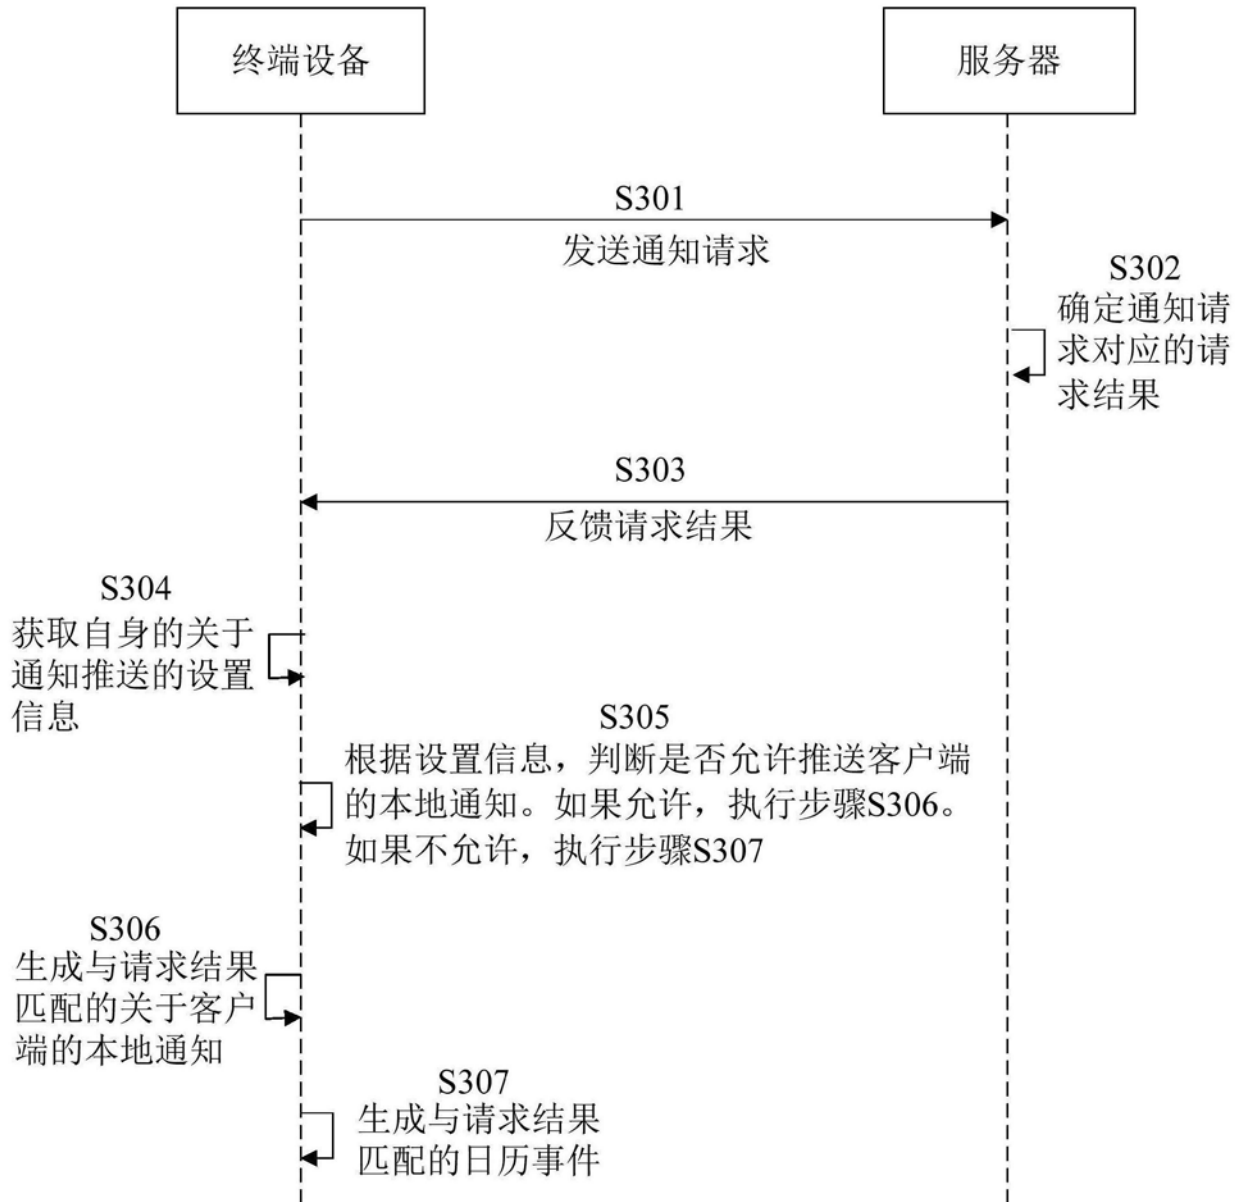 终端设备
服务器
S301
发送通知请求
S302
确定通知请
求对应的请
求结果
S303
反馈请求结果
S304
获取自身的关于
通知推送的设置
信息
S305
根据设置信息，判断是否允许推送客户端
的本地通知。如果允许，执行步骤S306。
如果不允许，执行步骤S307
S306
生成与请求结果
匹配的关于客户
端的本地通知
S307
生成与请求结果
匹配的日历事件